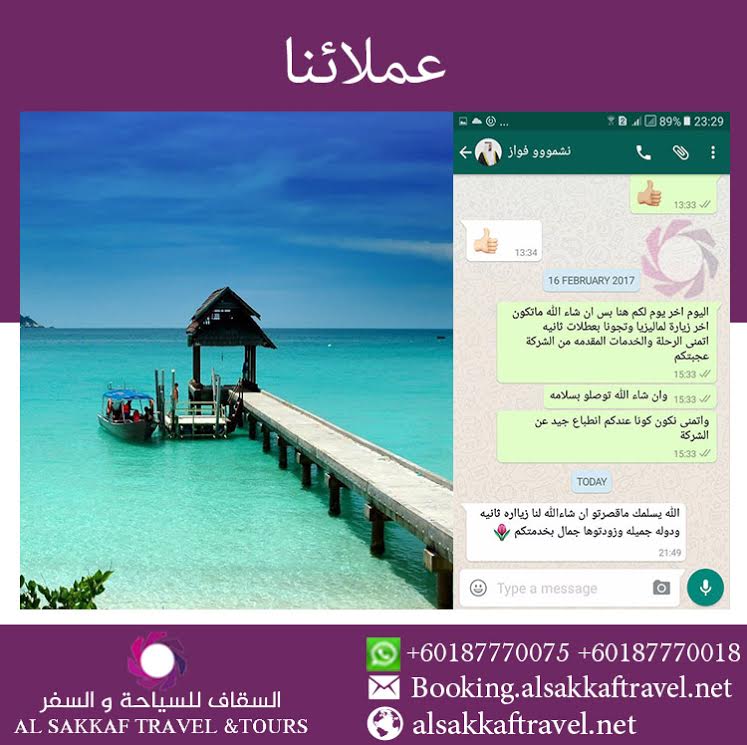 عملائنا
... 89% 23:29
نشمووو فواز
13:33
13:34
16 FEBRUARY 2017
اليوم اخر يوم لكم هنا بس ان شاء الله ماتكون
اخر زيارة لماليزيا وتجونا بعطلات ثانيه
اتمنى الرحلة والخدمات المقدمه من الشركة
عجبتكم
15:33
وان شاء الله توصلو بسلامه 15:33
واتمنى نكون كونا عندكم انطباع جيد عن
الشركة
15:33
TODAY
الله يسلمك ماقصرتو ان شاءالله لنا زيااره ثانيه
ودوله جميله وزودتوها جمال بخدمتكم
21:49
Type a message
السقاف للسياحة و السفر
AL SAKKAF TRAVEL &TOURS
+60187770075 +60187770018
Booking.alsakkaftravel.net
alsakkaftravel.net